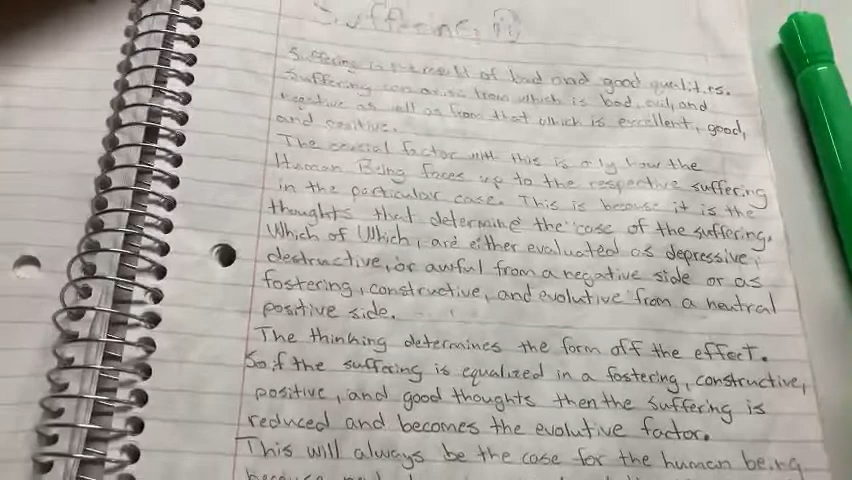 Suffering
Suffering is the result of bad and good qualities.
Suffering can arise from which is bad, evil, and
negative as well as from that which is excellent, good,
and positive.
The crucial factor with this is only how the
Human Being faces up to the respective suffering
in the particular case. This is because it is the
thoughts that determine the case of the suffering.
Which of Which, are either evaluated as depressive,
destructive, or awful from a negative side or as
fostering, constructive, and evolutive from a neutral
positive side.
The thinking determines the form off the effect.
So if the suffering is equalized in a fostering, constructive,
positive, and good thoughts then the suffering is
reduced and becomes the evolutive factor.
This will always be the case for the human being
because